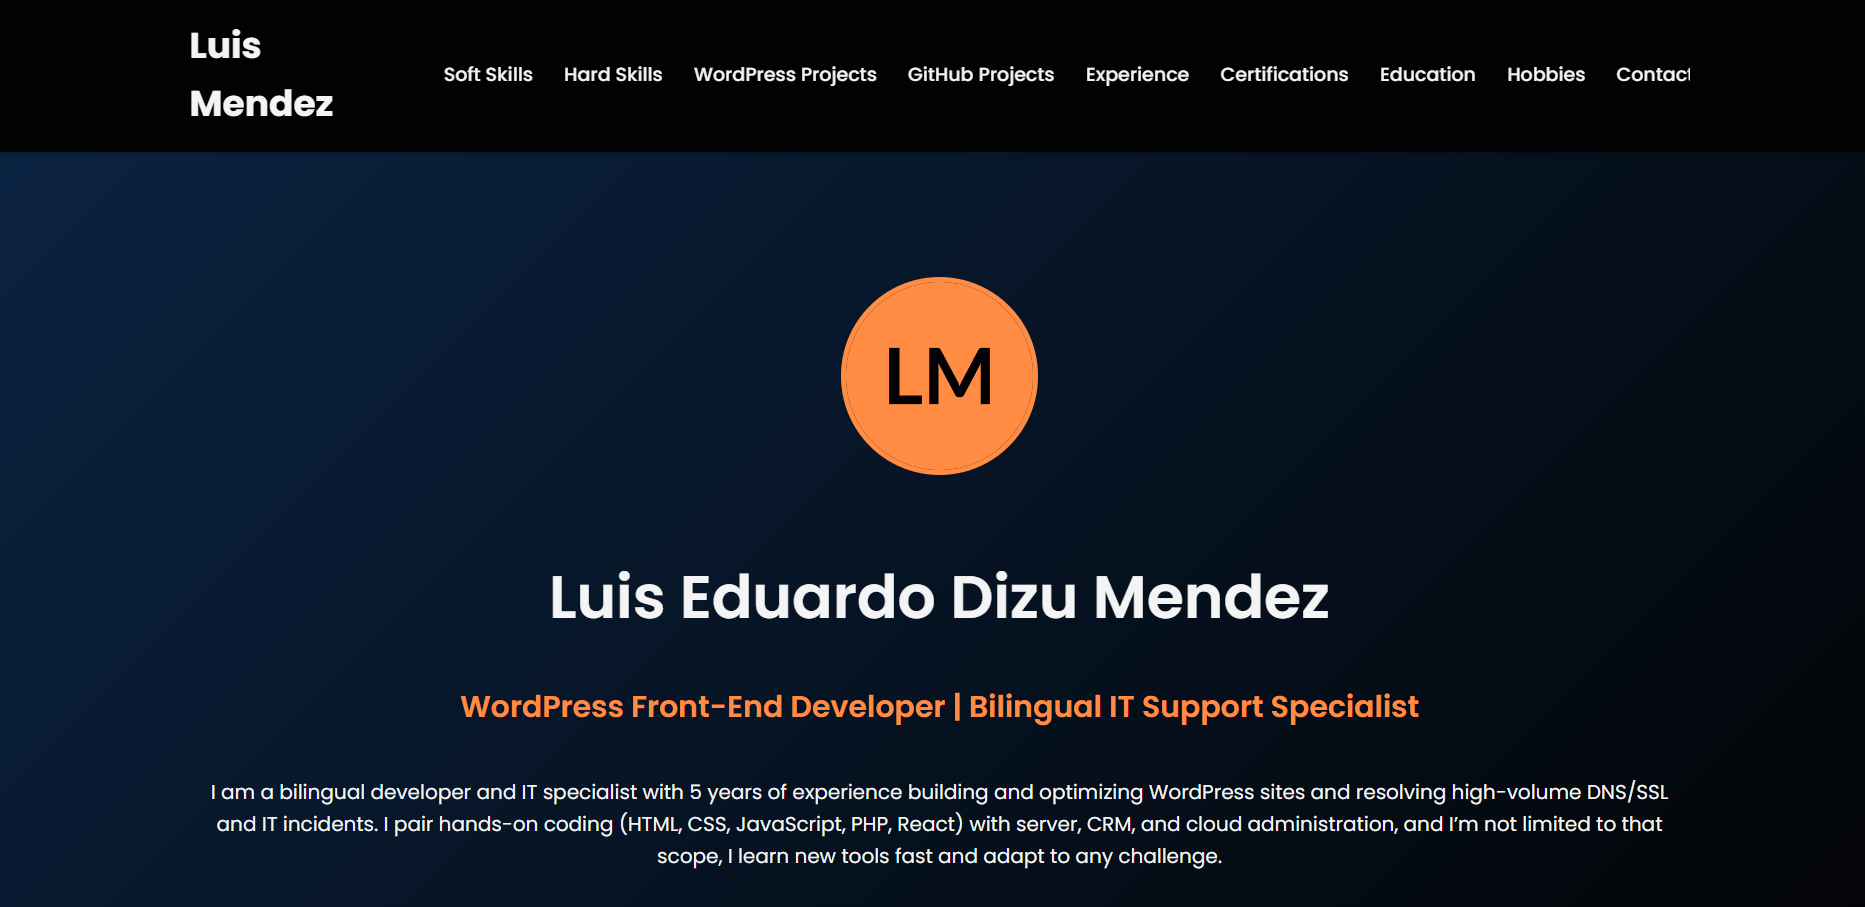 Luis
Mendez
Soft Skills Hard Skills WordPress Projects GitHub Projects Experience Certifications Education Hobbies Contact
LM
Luis Eduardo Dizu Mendez
WordPress Front-End Developer | Bilingual IT Support Specialist
I am a bilingual developer and IT specialist with 5 years of experience building and optimizing WordPress sites and resolving high-volume DNS/SSL
and IT incidents. I pair hands-on coding (HTML, CSS, JavaScript, PHP, React) with server, CRM, and cloud administration, and I’m not limited to that
scope, I learn new tools fast and adapt to any challenge.